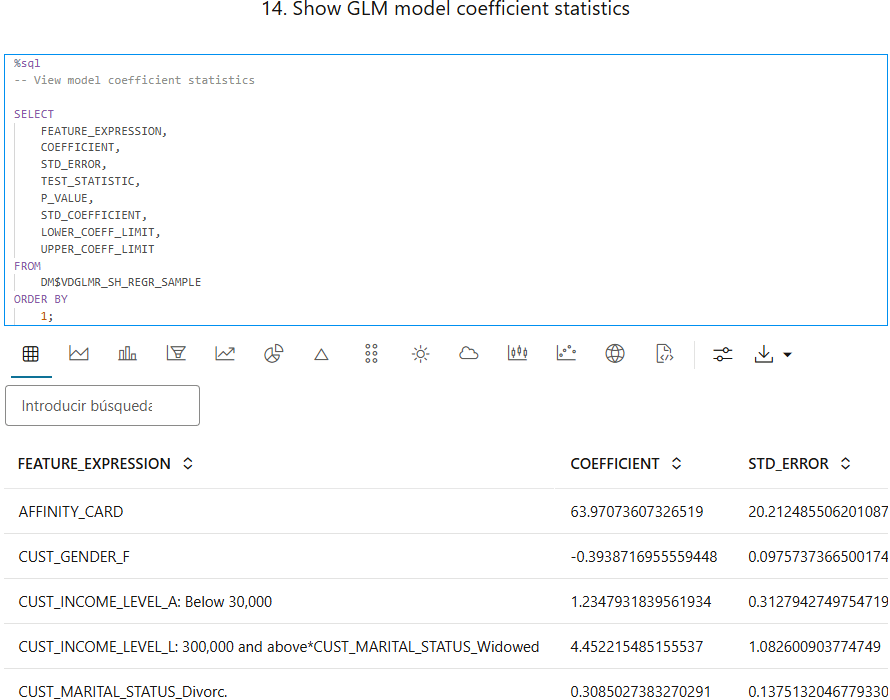 14. Show GLM model coefficient statistics
%sql
-- View model coefficient statistics
SELECT
FEATURE_EXPRESSION,
COEFFICIENT,
STD_ERROR,
TEST_STATISTIC,
P_VALUE,
STD_COEFFICIENT,
LOWER_COEFF_LIMIT,
UPPER_COEFF_LIMIT
FROM
DM$VDGLMR_SH_REGR_SAMPLE
ORDER BY
1;
Introducir búsqueda
FEATURE_EXPRESSION COEFFICIENT STD_ERROR
AFFINITY_CARD 63.97073607326519 20.212485506201087
CUST_GENDER_F -0.3938716955559448 0.0975737366500174
CUST_INCOME_LEVEL_A: Below 30,000 1.2347931839561934 0.3127942749754719
CUST_INCOME_LEVEL_L: 300,000 and above*CUST_MARITAL_STATUS_Widowed 4.452215485155537 1.082600903774749
CUST_MARITAL_STATUS_Divorc. 0.3085027383270291 0.1375132046779330